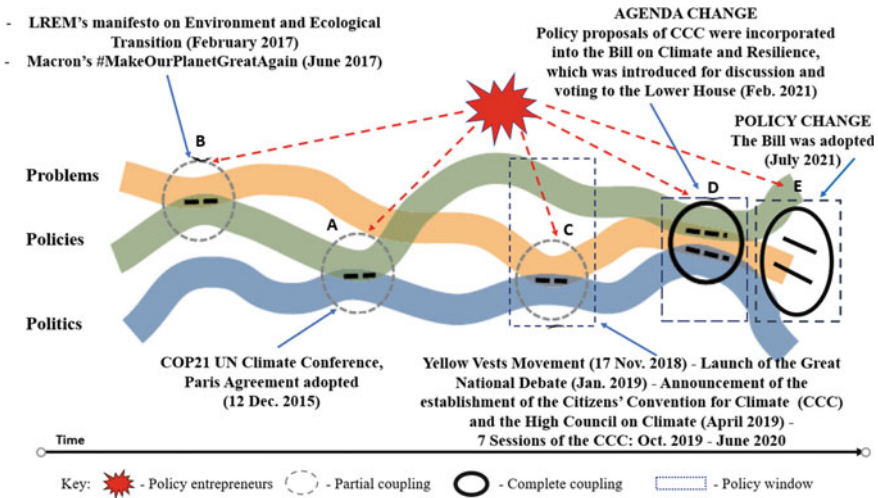 - LREM's manifesto on Environment and Ecological
Transition (February 2017)
- Macron's #MakeOurPlanetGreatAgain (June 2017)
AGENDA CHANGE
Policy proposals of CCC were incorporated
into the Bill on Climate and Resilience,
which was introduced for discussion and
voting to the Lower House (Feb. 2021)
POLICY CHANGE
The Bill was adopted
(July 2021)
B
Problems
A
D
E
Policies
C
Politics
COP21 UN Climate Conference,
Paris Agreement adopted
(12 Dec. 2015)
Yellow Vests Movement (17 Nov. 2018) - Launch of the Great
National Debate (Jan. 2019) - Announcement of the
establishment of the Citizens' Convention for Climate (CCC)
and the High Council on Climate (April 2019) -
7 Sessions of the CCC: Oct. 2019 - June 2020
Time
Key: - Policy entrepreneurs - Partial coupling - Complete coupling - Policy window